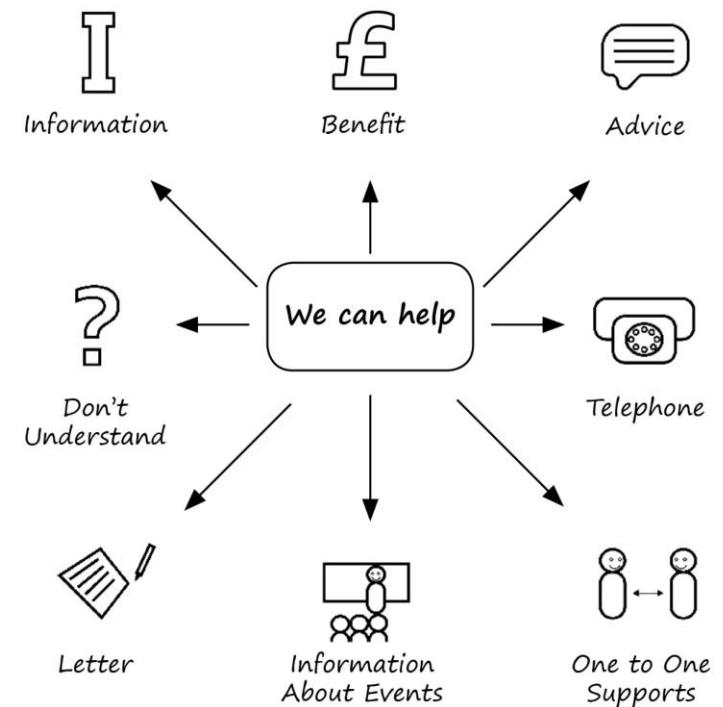 Information
Benefit
Advice
We can help
Don't
Understand
Telephone
Letter
Information
About Events
One to One
Supports